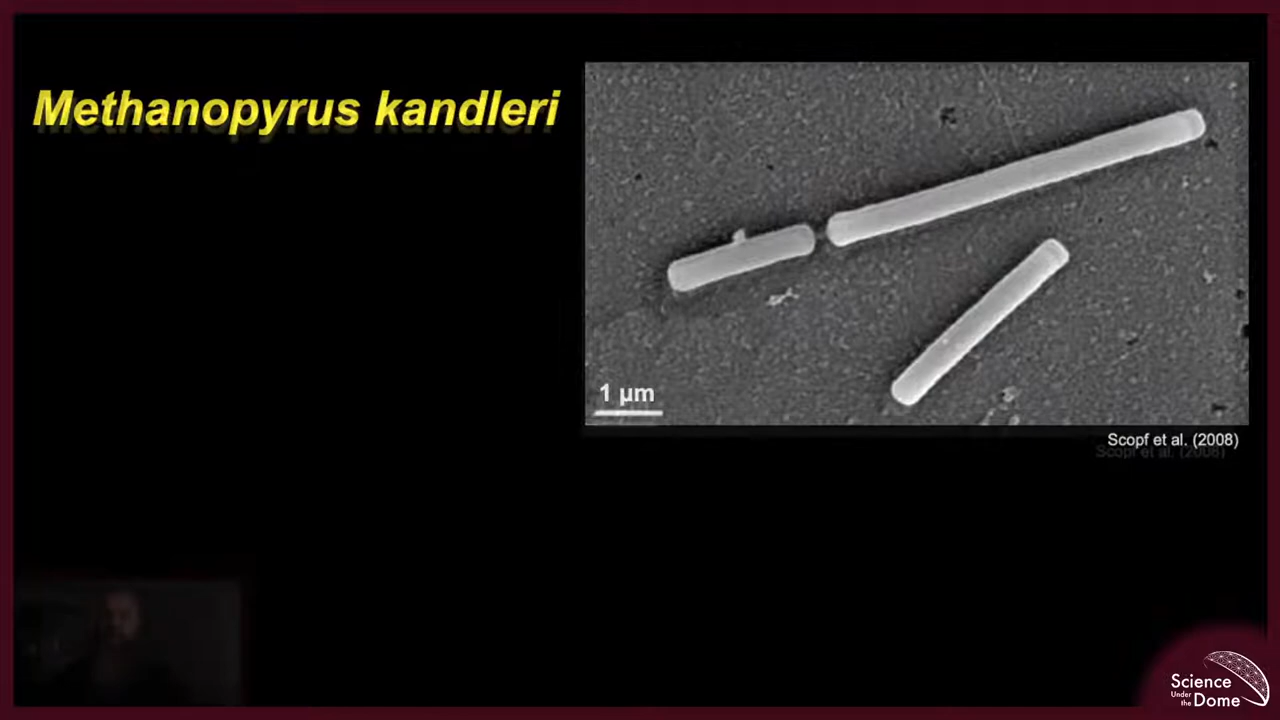 Methanopyrus kandleri
1 µm
Scopf et al. (2008)
Science
Under
the Dome